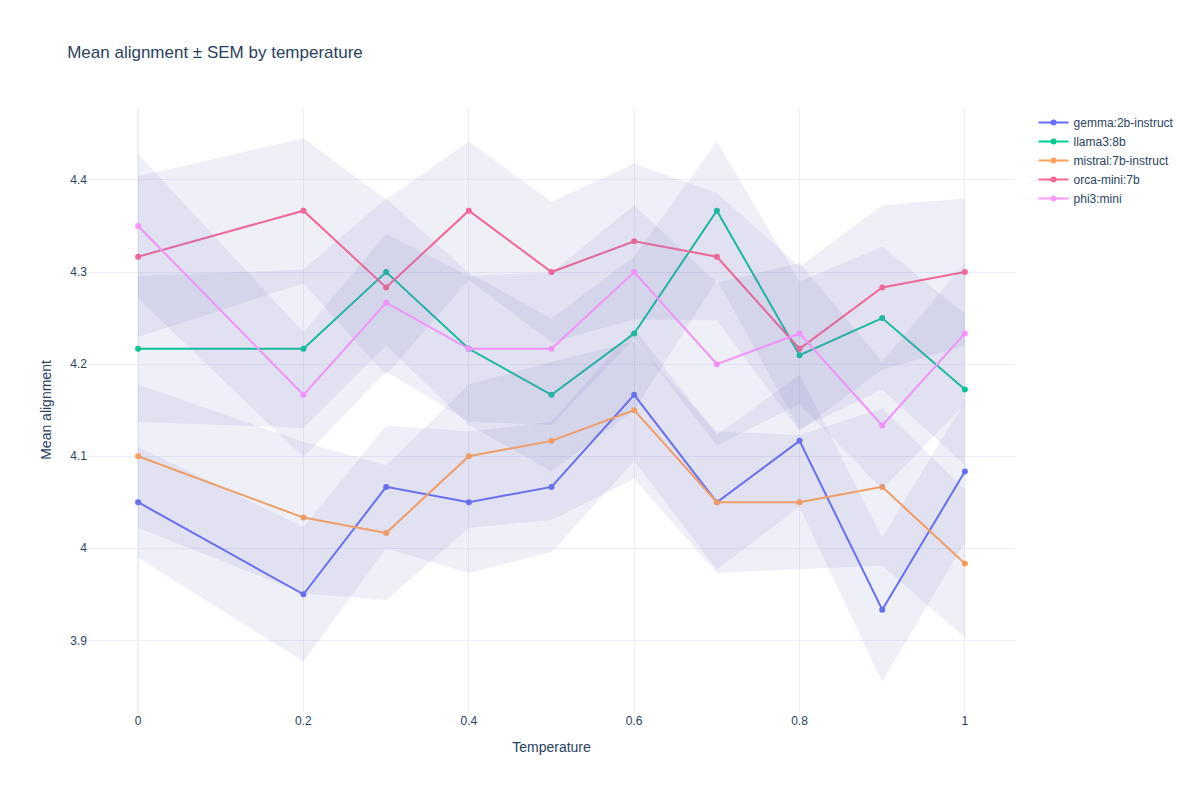 Mean alignment ± SEM by temperature
gemma:2b-instruct
llama3:8b
mistral:7b-instruct
orca-mini:7b
phi3:mini
Mean alignment
4.4
4.3
4.2
4.1
4
3.9
0
0.2
0.4
0.6
0.8
1
Temperature